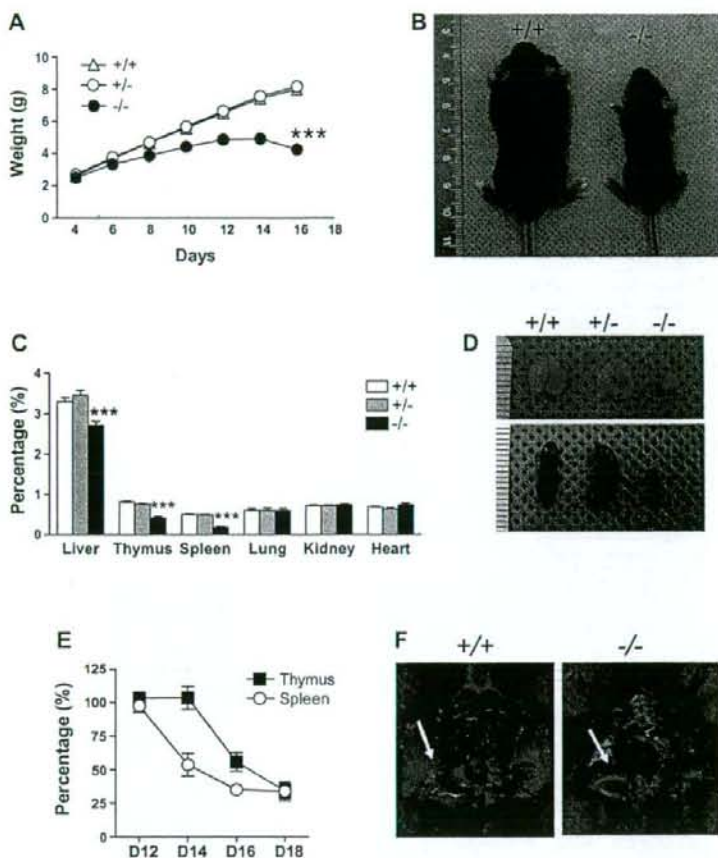 A
Weight (g)
10
8
6
4
2
0
+/+
+/-
-/-
***
4 6 8 10 12 14 16 18
Days
B
+/+ -/-
C
Percentage (%)
4
3
2
1
0
+/+
+/-
-/-
***
***
***
Liver Thymus Spleen Lung Kidney Heart
D
+/+ +/- -/-
E
Percentage (%)
125
100
75
50
25
0
Thymus
Spleen
D12 D14 D16 D18
F
+/+ -/-